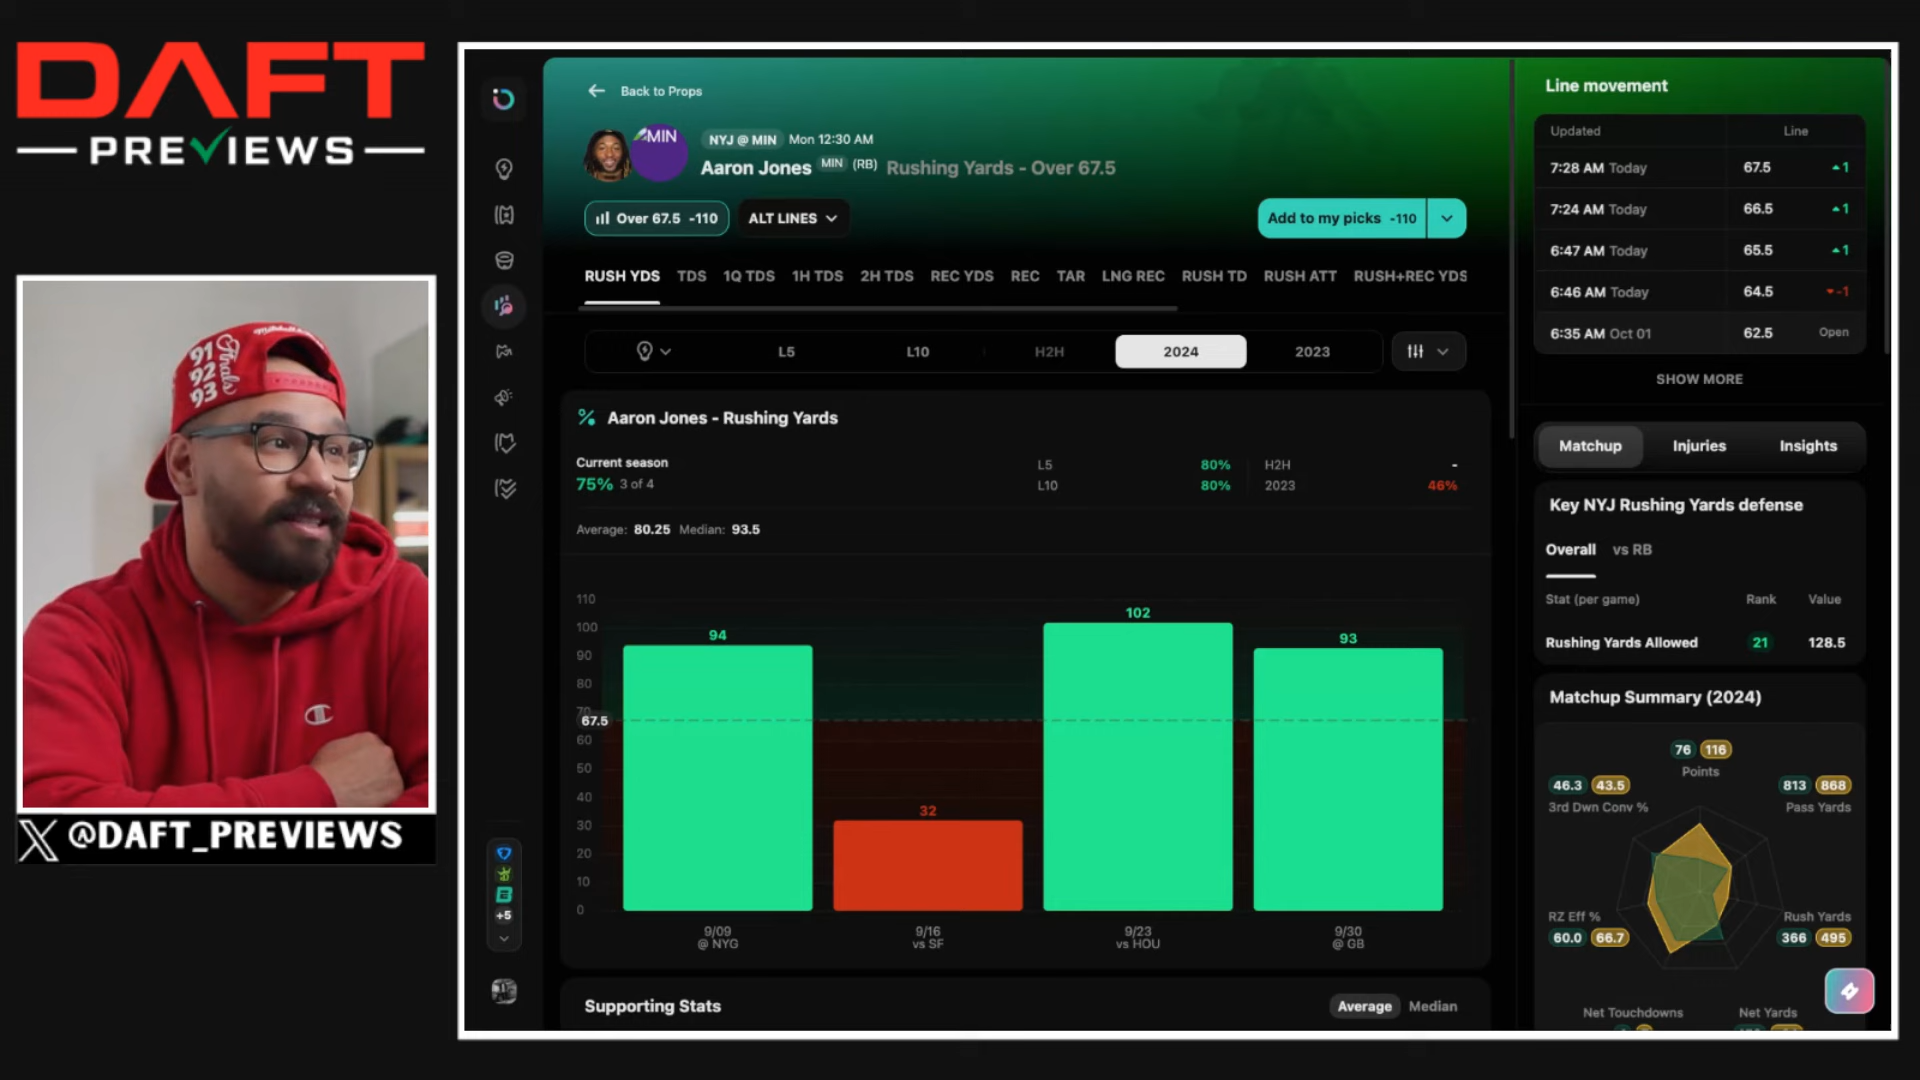 DAFT
PREVIEWS
91
92
93
Finals
@DAFT_PREVIEWS
Back to Props
MIN
NYJ @ MIN Mon 12:30 AM
Aaron Jones MIN (RB) Rushing Yards - Over 67.5
Over 67.5 -110 ALT LINES
Add to my picks -110
RUSH YDS TDS 1Q TDS 1H TDS 2H TDS REC YDS REC TAR LNG REC RUSH TD RUSH ATT RUSH+REC YDS
L5 L10 H2H 2024 2023
Aaron Jones - Rushing Yards
Current season
75% 3 of 4
L5 80% H2H -
L10 80% 2023 46%
Average: 80.25 Median: 93.5
110
100
90
80
70
67.5
60
50
40
30
20
10
0
94
32
102
93
9/09
@ NYG
9/16
vs SF
9/23
vs HOU
9/30
@ GB
Supporting Stats
Average Median
+5
Line movement
Updated Line
7:28 AM Today 67.5 1
7:24 AM Today 66.5 1
6:47 AM Today 65.5 1
6:46 AM Today 64.5 -1
6:35 AM Oct 01 62.5 Open
SHOW MORE
Matchup Injuries Insights
Key NYJ Rushing Yards defense
Overall vs RB
Stat (per game) Rank Value
Rushing Yards Allowed 21 128.5
Matchup Summary (2024)
76 116
Points
46.3 43.5
3rd Dwn Conv %
813 868
Pass Yards
RZ Eff %
60.0 66.7
Rush Yards
366 495
Net Touchdowns
Net Yards